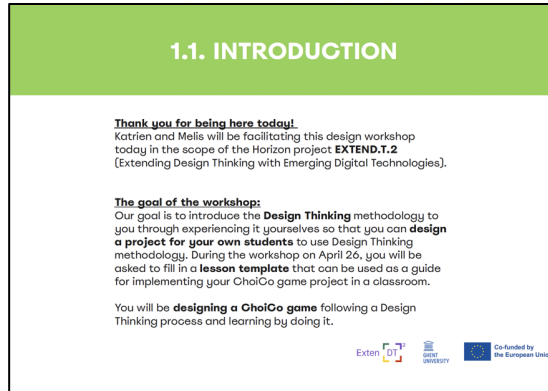 1.1. INTRODUCTION
Thank you for being here today!
Katrien and Melis will be facilitating this design workshop
today in the scope of the Horizon project EXTEND.T.2
(Extending Design Thinking with Emerging Digital Technologies).
The goal of the workshop:
Our goal is to introduce the Design Thinking methodology to
you through experiencing it yourselves so that you can design
a project for your own students to use Design Thinking
methodology. During the workshop on April 26, you will be
asked to fill in a lesson template that can be used as a guide
for implementing your ChoiCo game project in a classroom.
You will be designing a ChoiCo game following a Design
Thinking process and learning by doing it.
Exten DT 2
GHENT
UNIVERSITY
Co-funded by
the European Unio